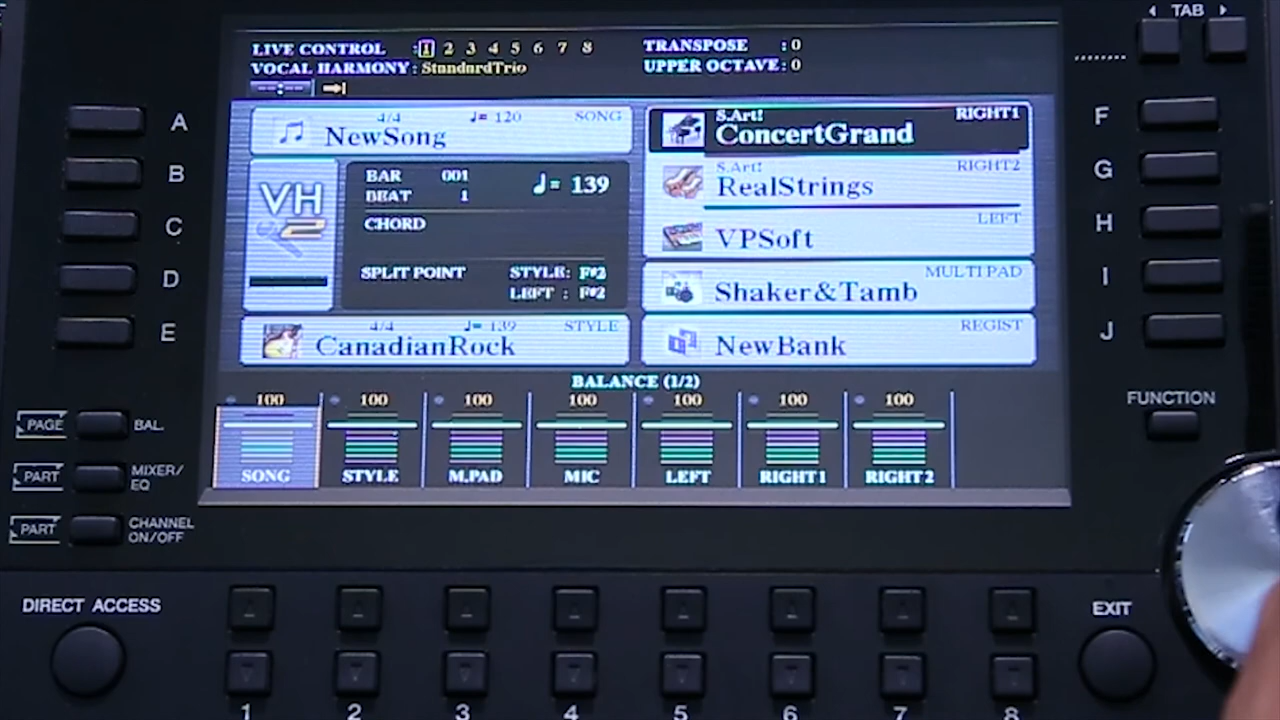 TAB
LIVE CONTROL :1 2 3 4 5 6 7 8
VOCAL HARMONY: StandardTrio
TRANSPOSE : 0
UPPER OCTAVE: 0
--:--
A
B
C
D
E
4/4 ♩= 120 SONG
NewSong
VH
2
BAR 001
BEAT 1
♩= 139
CHORD
SPLIT POINT STYLE: F#2
LEFT : F#2
4/4 ♩= 139 STYLE
CanadianRock
S.Art! RIGHT1
ConcertGrand
S.Art! RIGHT2
RealStrings
LEFT
VPSoft
MULTI PAD
Shaker&Tamb
REGIST
NewBank
F
G
H
I
J
FUNCTION
BALANCE (1/2)
100 100 100 100 100 100 100
SONG STYLE M.PAD MIC LEFT RIGHT1 RIGHT2
PAGE BAL.
PART MIXER/
EQ
PART CHANNEL
ON/OFF
DIRECT ACCESS
EXIT
1 2 3 4 5 6 7 8